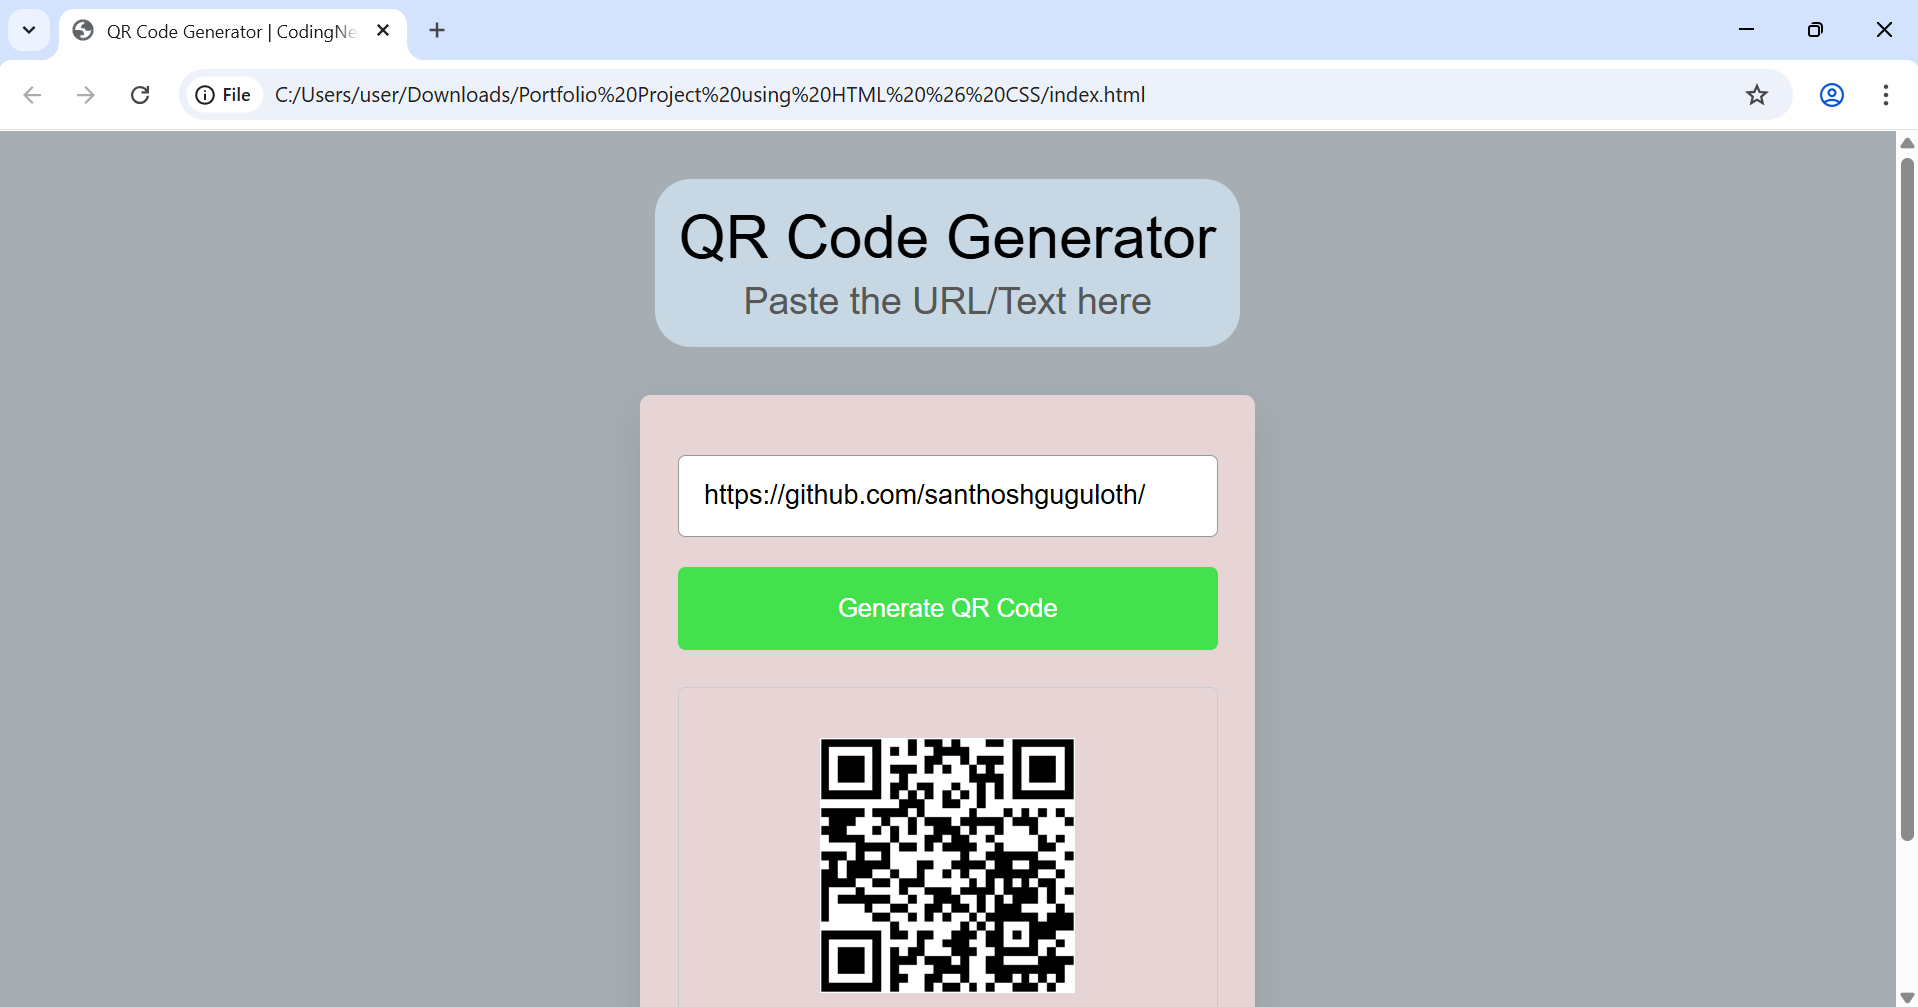 QR Code Generator | CodingNe
File
C:/Users/user/Downloads/Portfolio%20Project%20using%20HTML%20%26%20CSS/index.html
QR Code Generator
Paste the URL/Text here
https://github.com/santhoshguguloth/
Generate QR Code